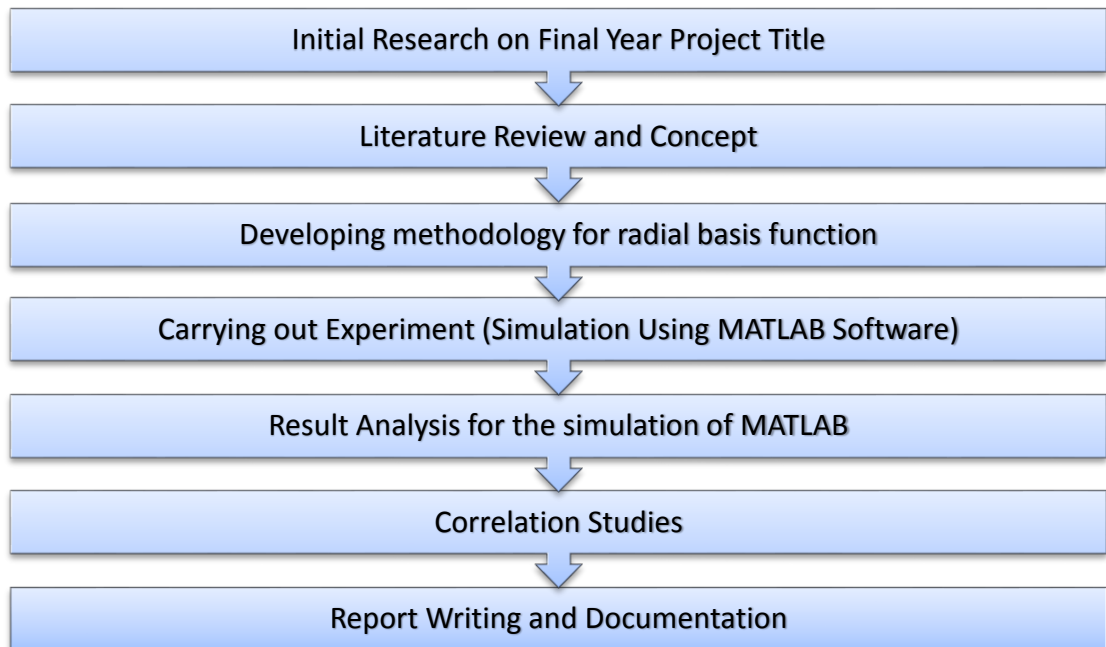 Initial Research on Final Year Project Title
Literature Review and Concept
Developing methodology for radial basis function
Carrying out Experiment (Simulation Using MATLAB Software)
Result Analysis for the simulation of MATLAB
Correlation Studies
Report Writing and Documentation